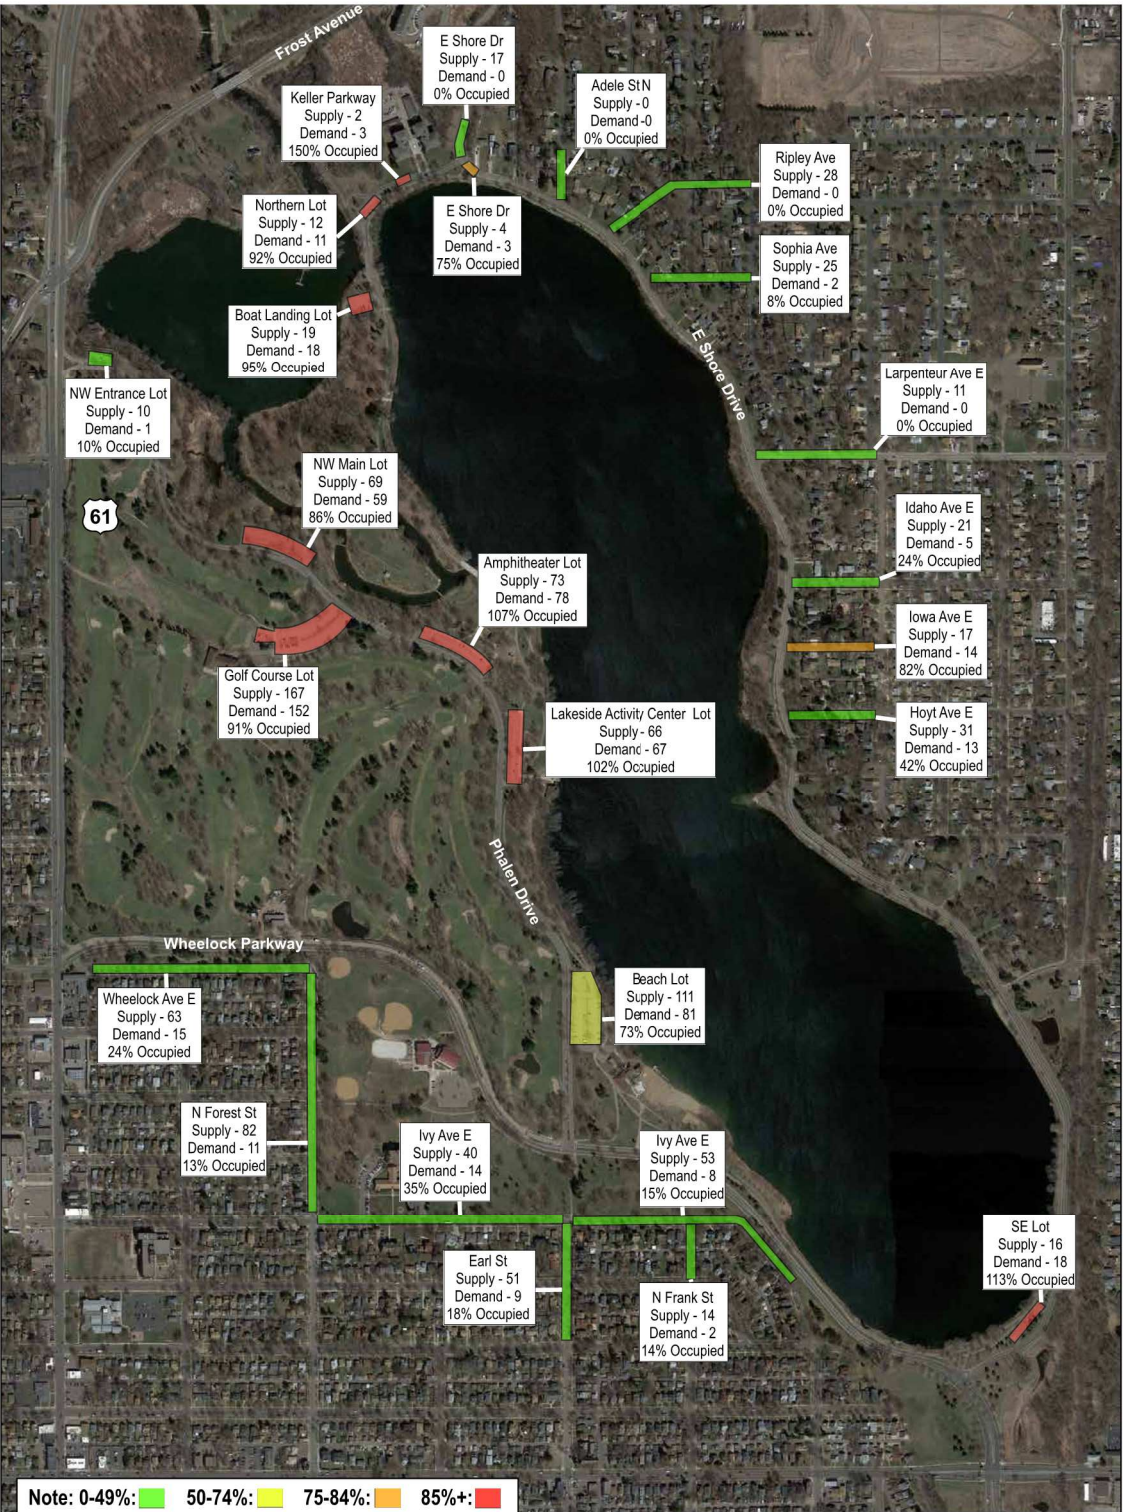 Frost Avenue
E Shore Dr
Supply - 17
Demand - 0
0% Occupied
Keller Parkway
Supply - 2
Demand - 3
150% Occupied
Adele St N
Supply - 0
Demand -0
0% Occupied
Ripley Ave
Supply - 28
Demand - 0
0% Occupied
Northern Lot
Supply - 12
Demand - 11
92% Occupied
E Shore Dr
Supply - 4
Demand - 3
75% Occupied
Sophia Ave
Supply - 25
Demand - 2
8% Occupied
Boat Landing Lot
Supply - 19
Demand - 18
95% Occupied
E Shore Drive
NW Entrance Lot
Supply - 10
Demand - 1
10% Occupied
Larpenteur Ave E
Supply - 11
Demand - 0
0% Occupied
61
NW Main Lot
Supply - 69
Demand - 59
86% Occupied
Idaho Ave E
Supply - 21
Demand - 5
24% Occupied
Amphitheater Lot
Supply - 73
Demand - 78
107% Occupied
Iowa Ave E
Supply - 17
Demand - 14
82% Occupied
Golf Course Lot
Supply - 167
Demand - 152
91% Occupied
Lakeside Activity Center Lot
Supply - 66
Demand - 67
102% Occupied
Hoyt Ave E
Supply - 31
Demand - 13
42% Occupied
Phalen Drive
Wheelock Parkway
Wheelock Ave E
Supply - 63
Demand - 15
24% Occupied
Beach Lot
Supply - 111
Demand - 81
73% Occupied
N Forest St
Supply - 82
Demand - 11
13% Occupied
Ivy Ave E
Supply - 40
Demand - 14
35% Occupied
Ivy Ave E
Supply - 53
Demand - 8
15% Occupied
Earl St
Supply - 51
Demand - 9
18% Occupied
N Frank St
Supply - 14
Demand - 2
14% Occupied
SE Lot
Supply - 16
Demand - 18
113% Occupied
Note: 0-49%: 50-74%: 75-84%: 85%+: